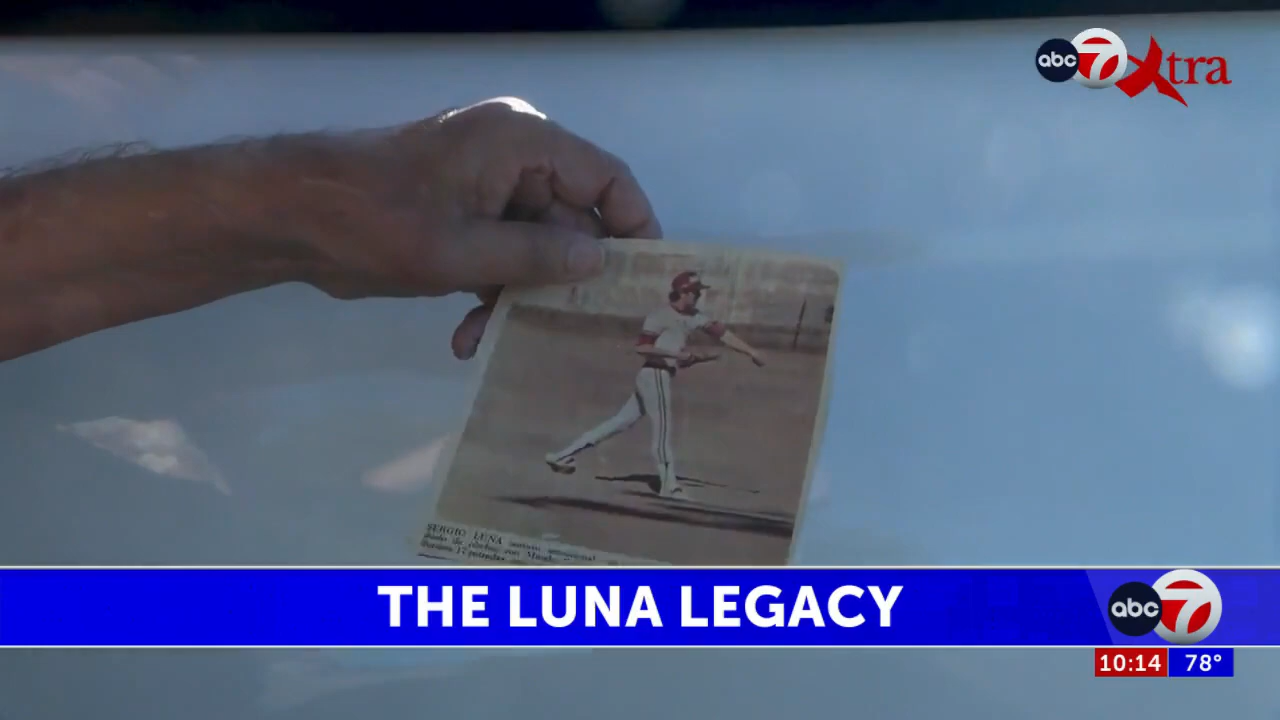 abc 7 Xtra
SERGIO LUNA
THE LUNA LEGACY
abc 7
10:14 78°